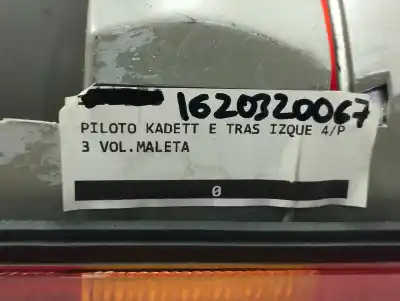 1620320067
PILOTO KADETT E TRAS IZQUE 4/P
3 VOL.MALETA
0